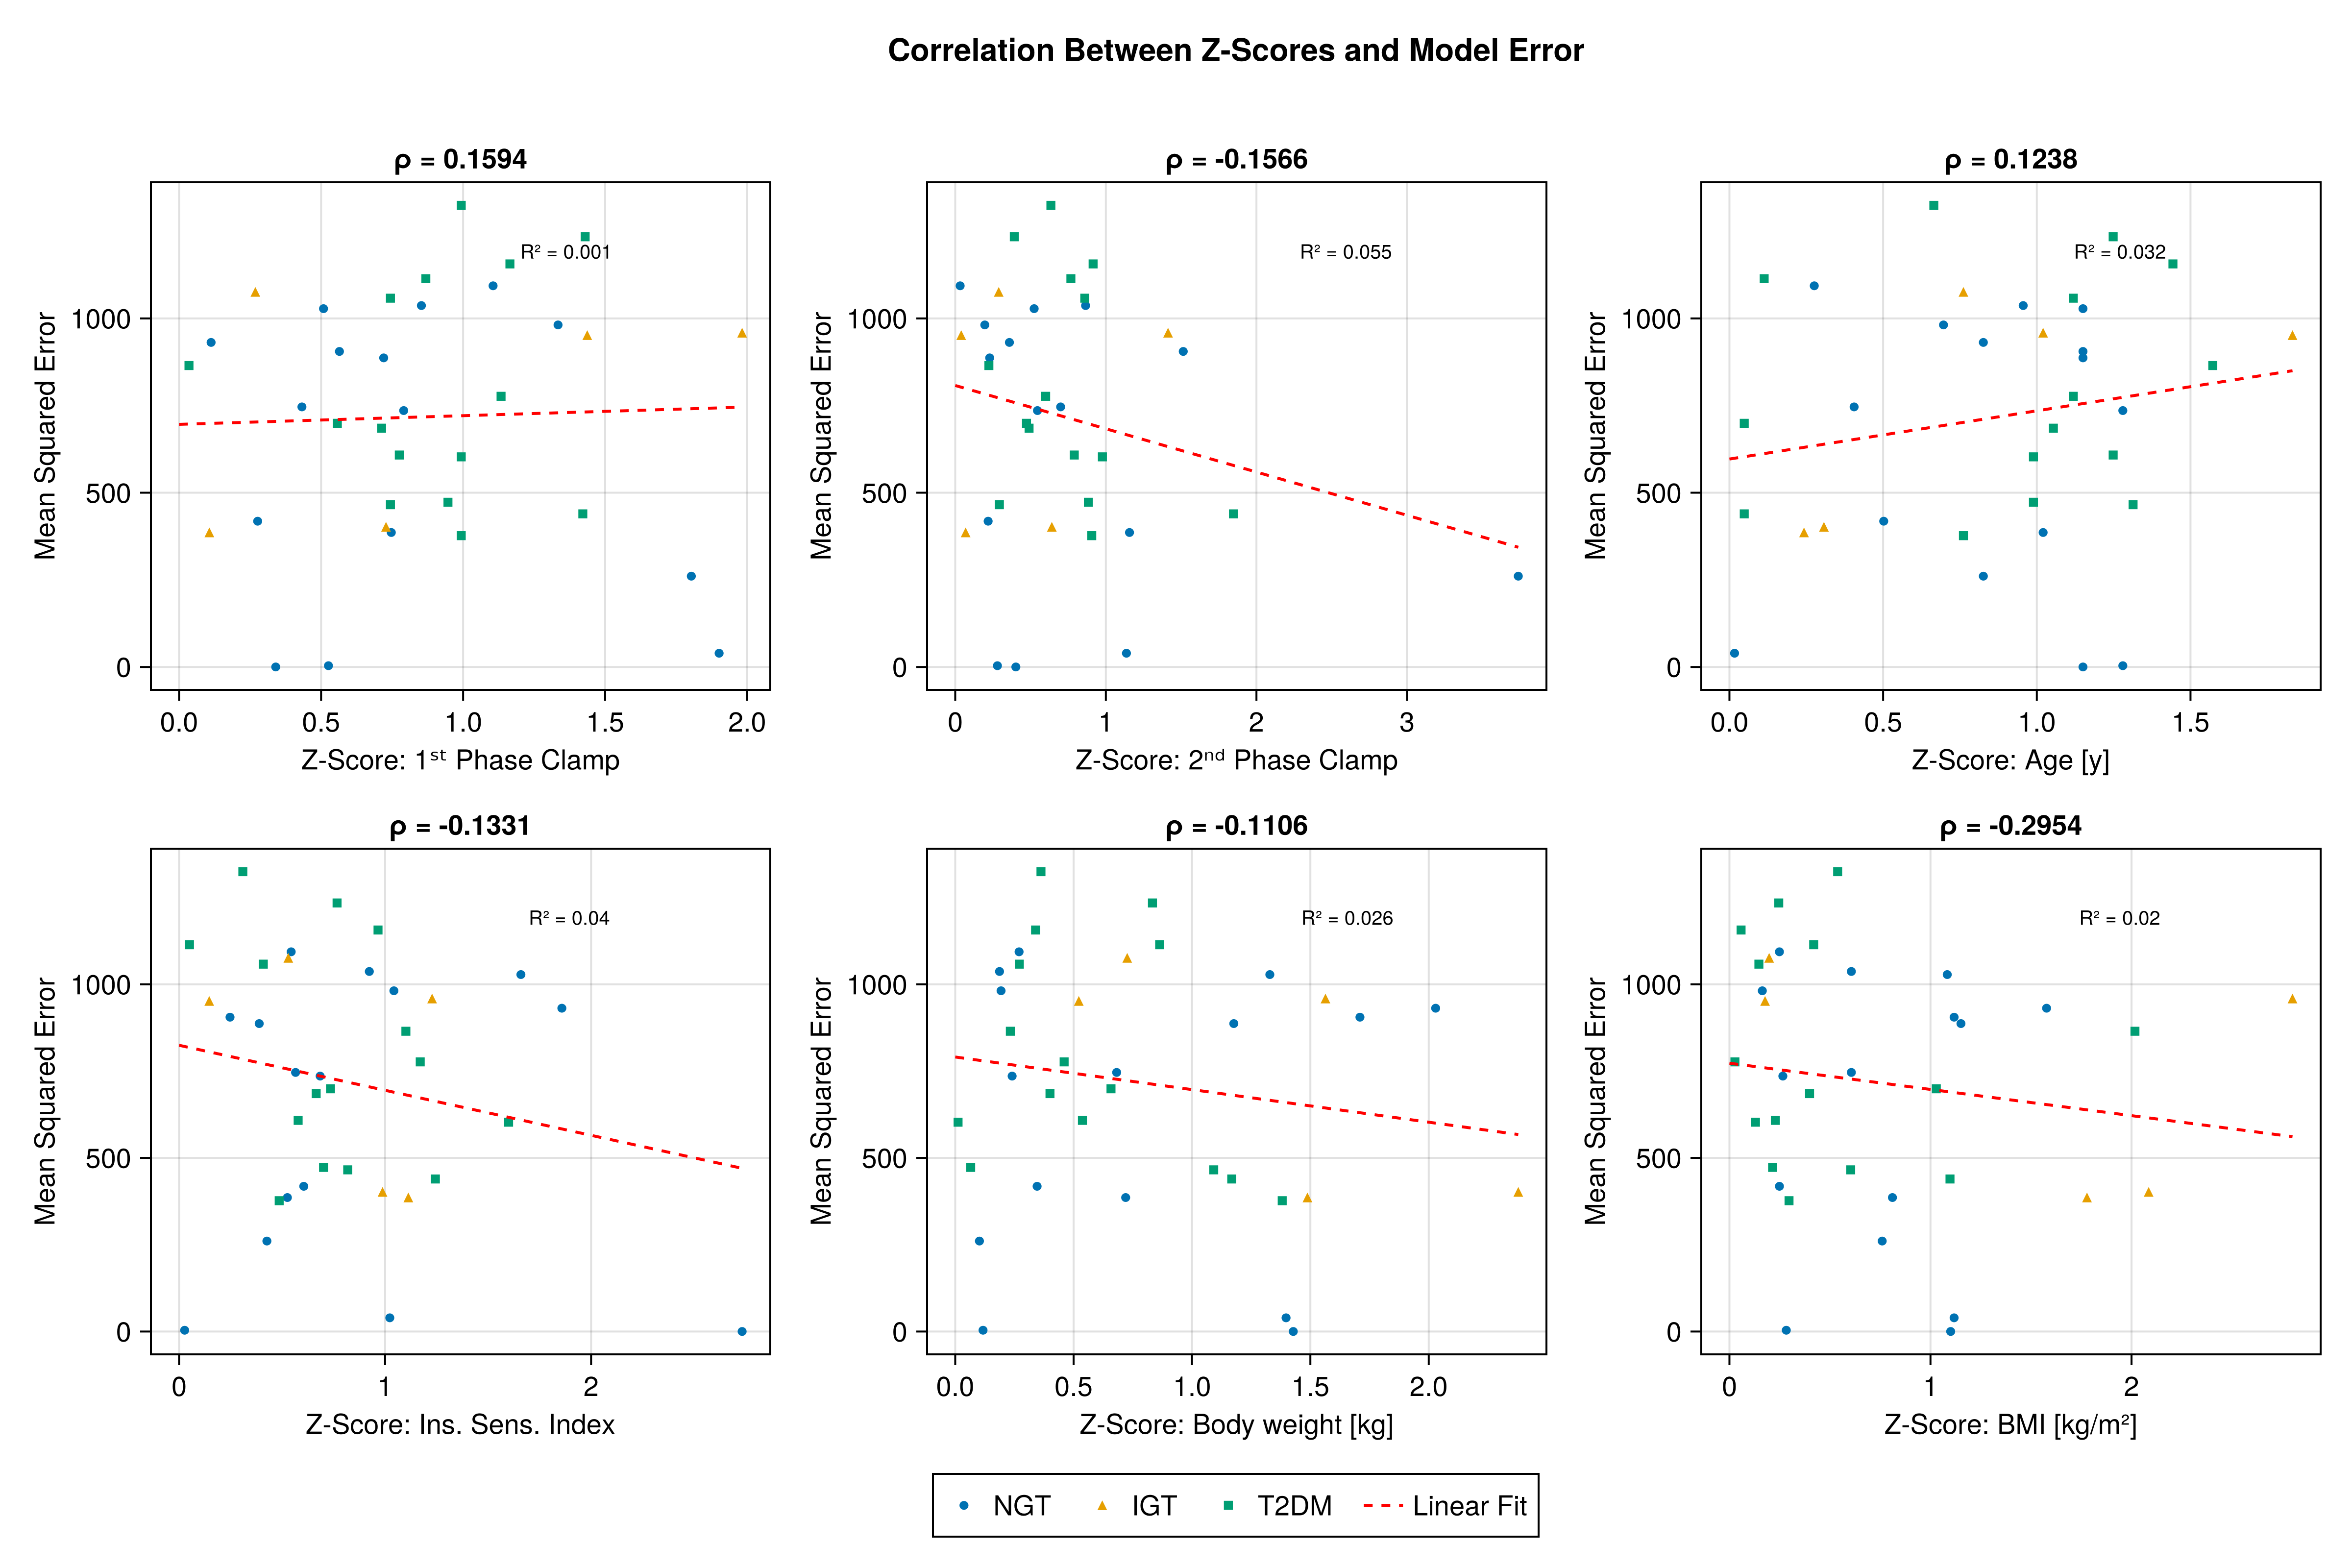 Correlation Between Z-Scores and Model Error
ρ = 0.1594
R² = 0.001
Mean Squared Error
1000
500
0
0.0 0.5 1.0 1.5 2.0
Z-Score: 1ˢᵗ Phase Clamp
ρ = -0.1566
R² = 0.055
Mean Squared Error
1000
500
0
0 1 2 3
Z-Score: 2ⁿᵈ Phase Clamp
ρ = 0.1238
R² = 0.032
Mean Squared Error
1000
500
0
0.0 0.5 1.0 1.5
Z-Score: Age [y]
ρ = -0.1331
R² = 0.04
Mean Squared Error
1000
500
0
0 1 2
Z-Score: Ins. Sens. Index
ρ = -0.1106
R² = 0.026
Mean Squared Error
1000
500
0
0.0 0.5 1.0 1.5 2.0
Z-Score: Body weight [kg]
ρ = -0.2954
R² = 0.02
Mean Squared Error
1000
500
0
0 1 2
Z-Score: BMI [kg/m²]
NGT IGT T2DM Linear Fit